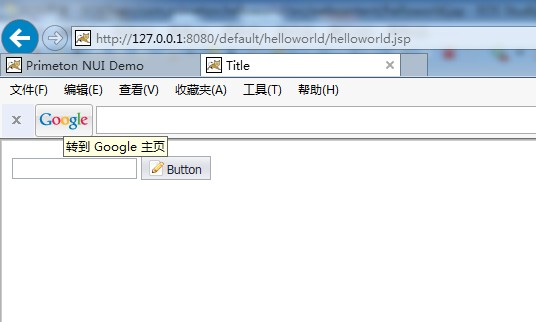 http://127.0.0.1:8080/default/helloworld/helloworld.jsp
Primeton NUI Demo
Title
文件(F) 编辑(E) 查看(V) 收藏夹(A) 工具(T) 帮助(H)
x Google
转到 Google 主页
Button